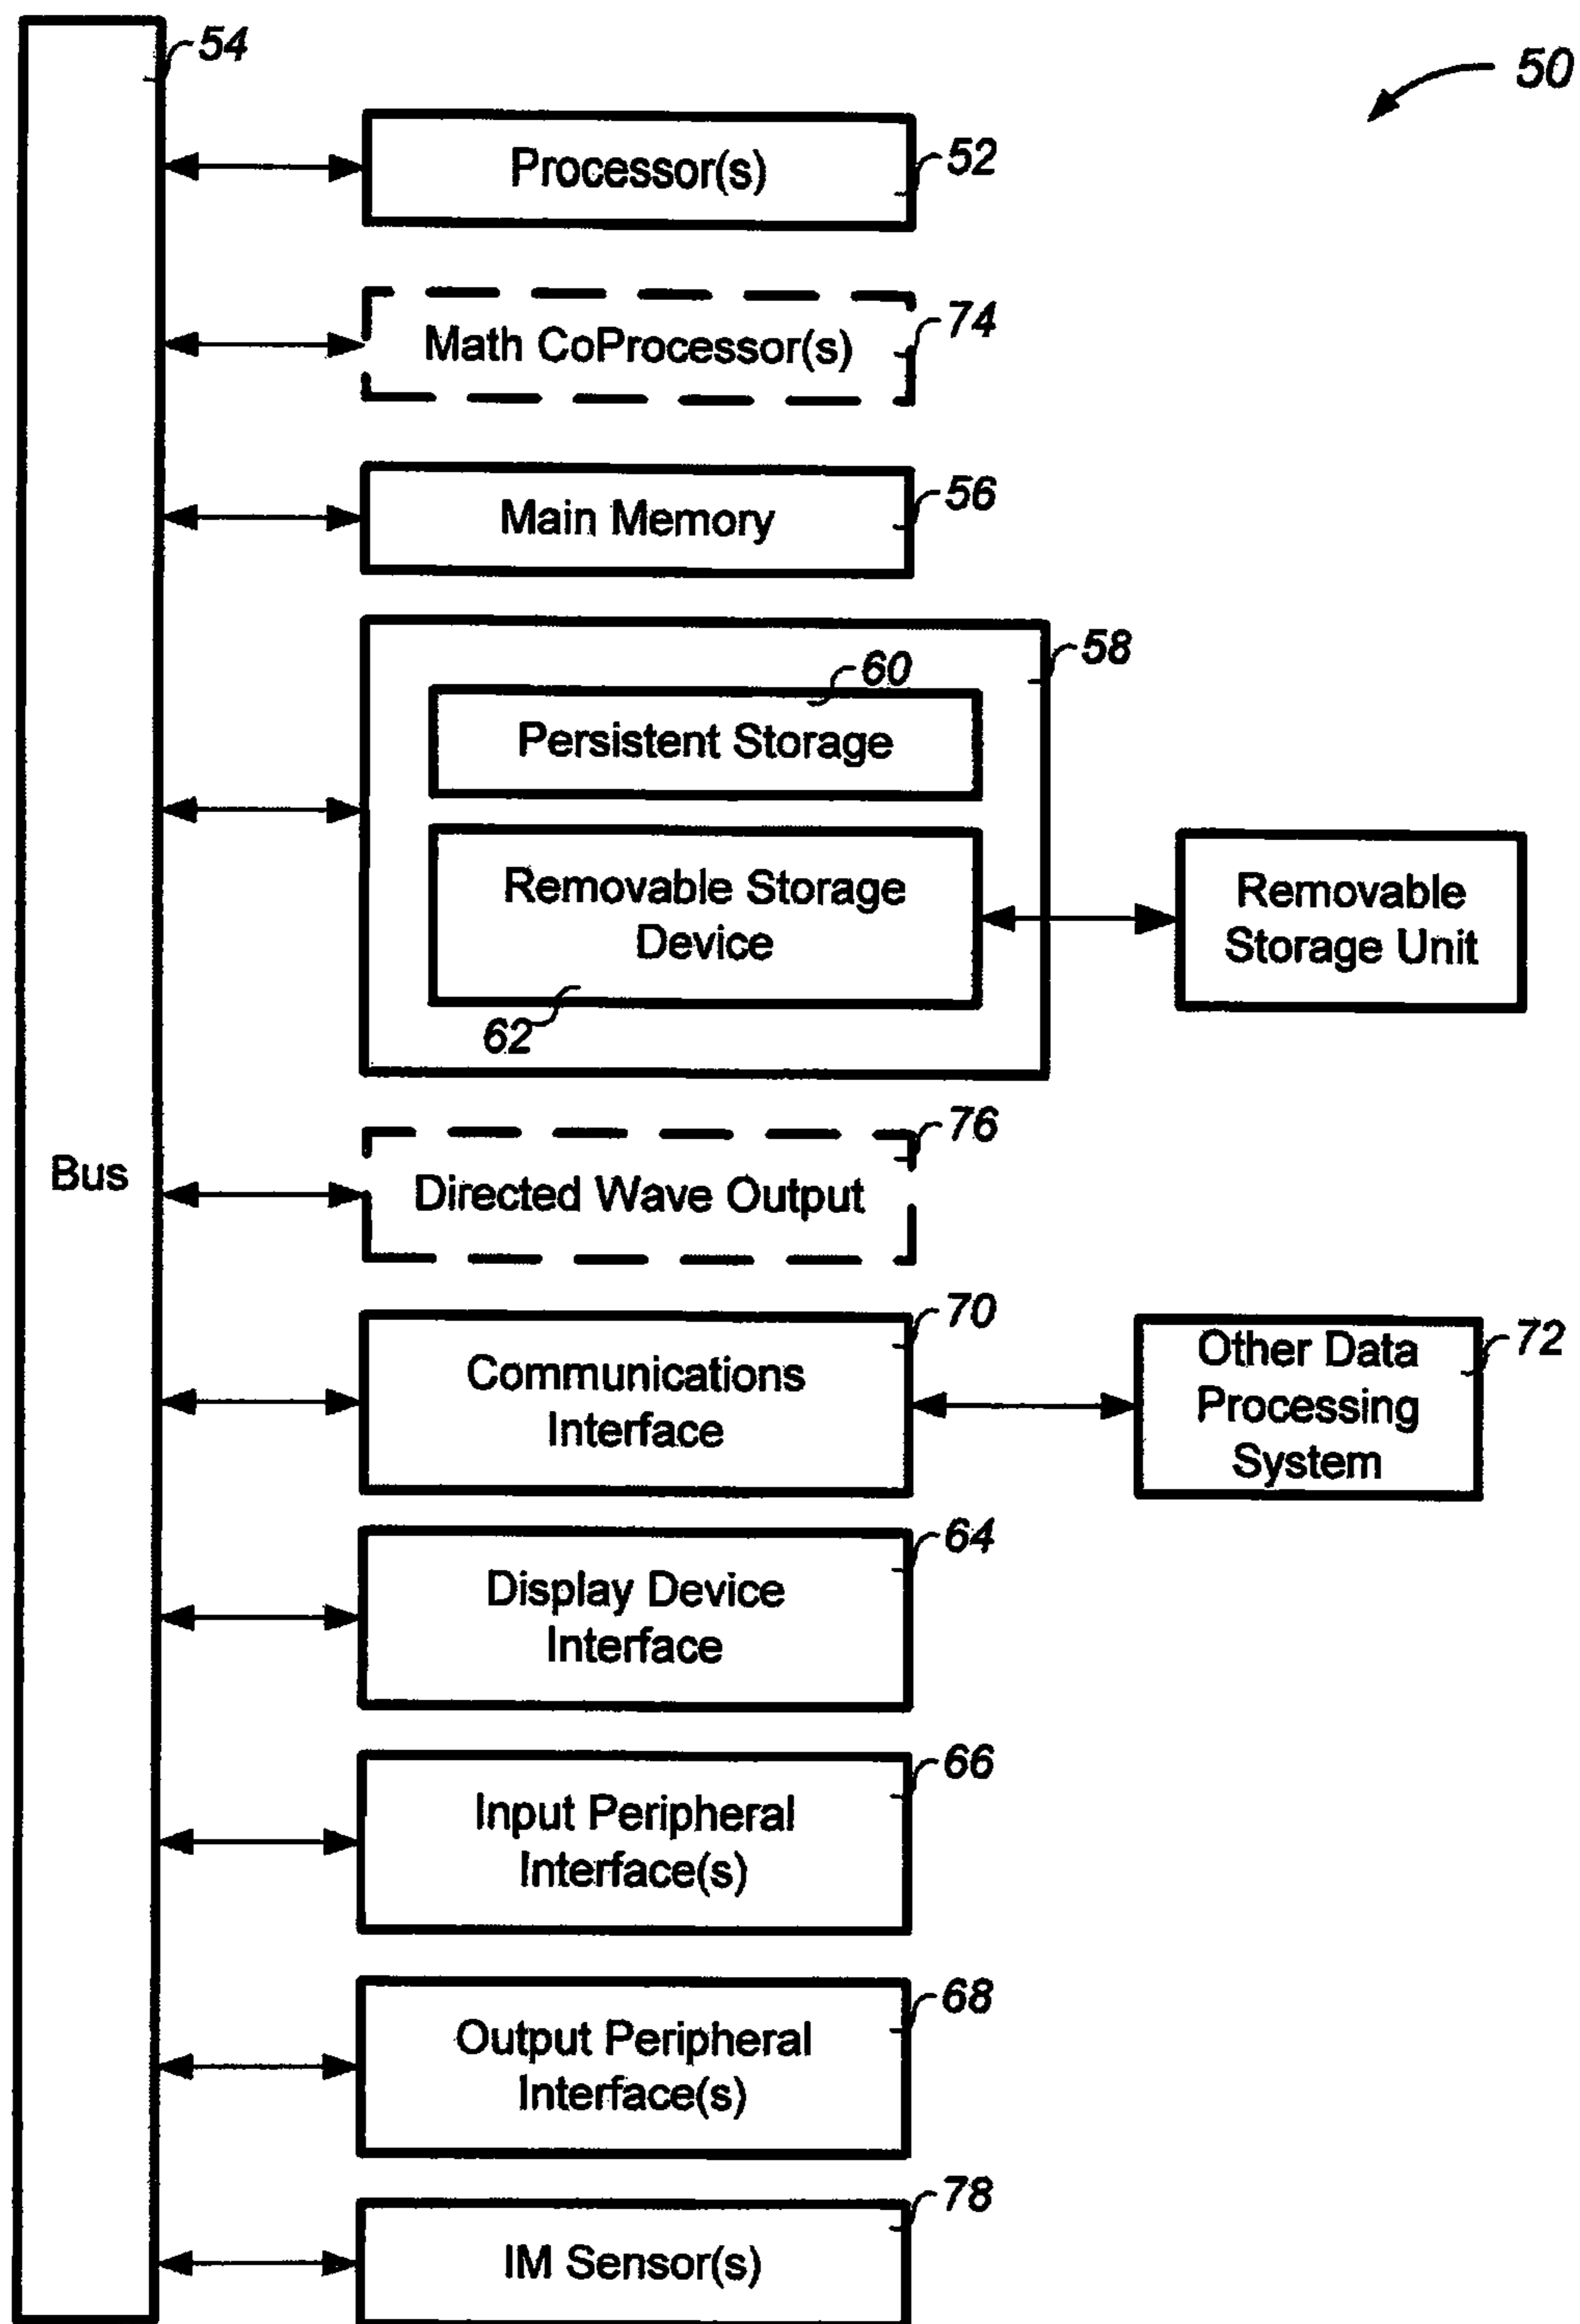 54
50
Processor(s)
52
Math CoProcessor(s)
74
Main Memory
56
58
60
Persistent Storage
Removable Storage
Device
62
Removable
Storage Unit
Bus
76
Directed Wave Output
70
Communications
Interface
Other Data
Processing
System
72
64
Display Device
Interface
66
Input Peripheral
Interface(s)
68
Output Peripheral
Interface(s)
78
IM Sensor(s)